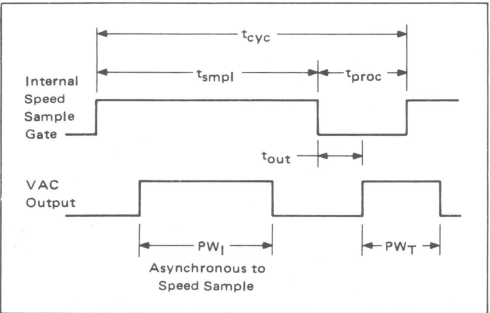 tcyc
tsmpl
tproc
Internal
Speed
Sample
Gate
tout
VAC
Output
PWI
PWT
Asynchronous to
Speed Sample